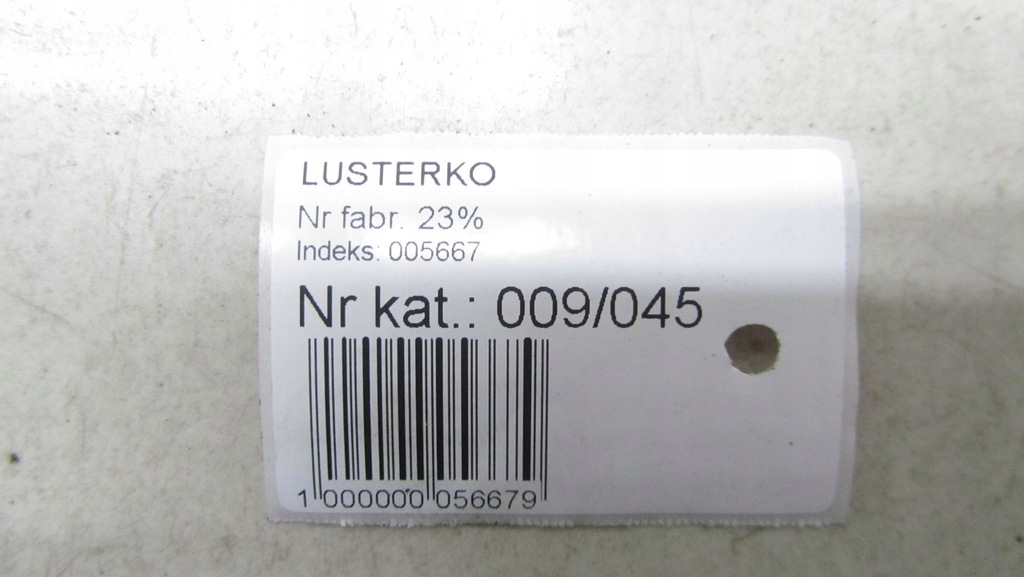 LUSTERKO
Nr fabr. 23%
Indeks: 005667
Nr kat.: 009/045
1 000000 056679